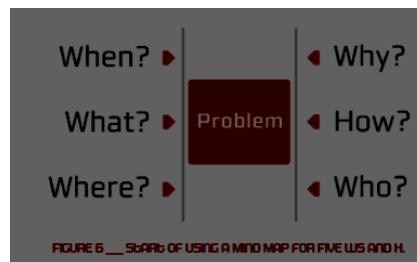 When? Why?
What? Problem How?
Where? Who?
FIGURE 6 __ START OF USING A MIND MAP FOR FIVE WS AND H.